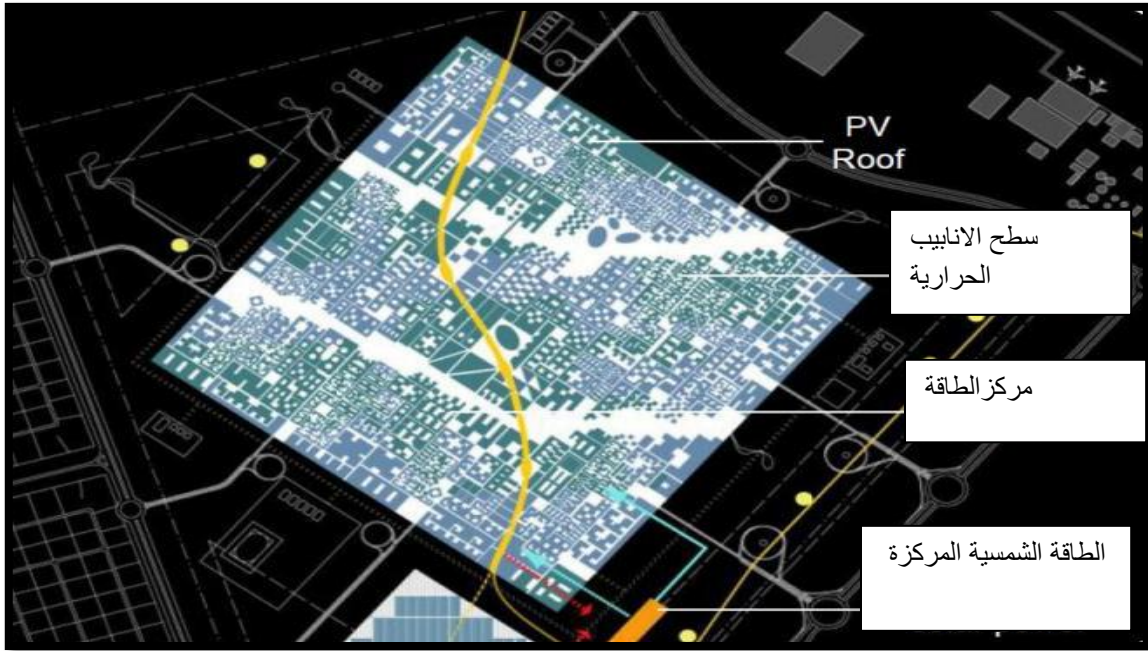 PV
Roof
سطح الانابيب
الحرارية
مركزالطاقة
الطاقة الشمسية المركزة